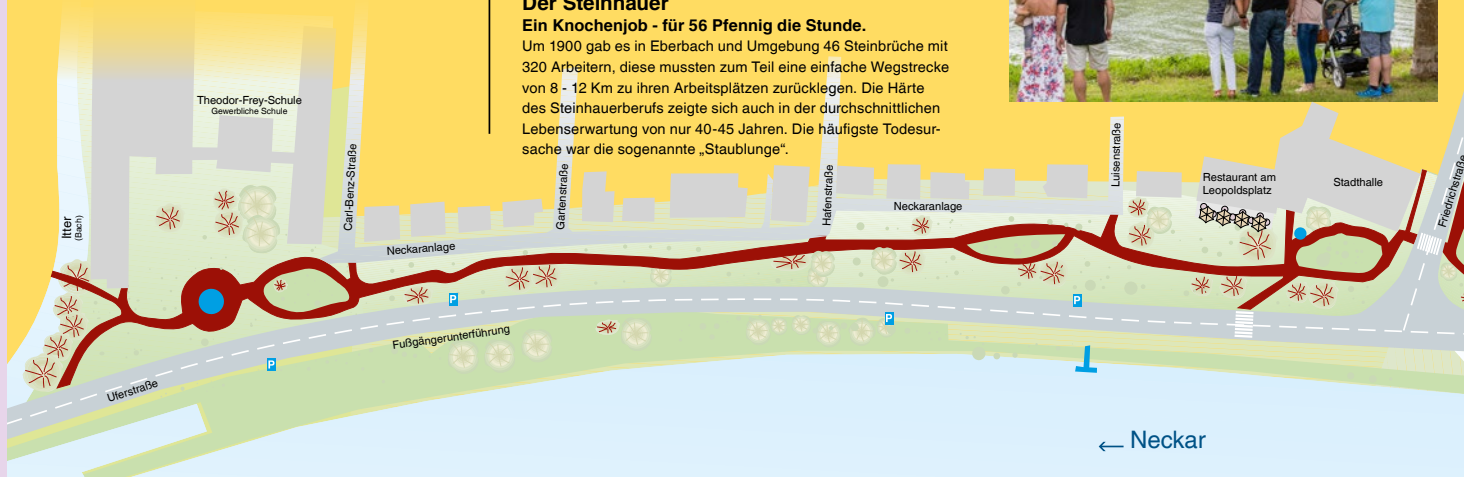 Der Steinhauer
Ein Knochenjob - für 56 Pfennig die Stunde.
Um 1900 gab es in Eberbach und Umgebung 46 Steinbrüche mit
320 Arbeitern, diese mussten zum Teil eine einfache Wegstrecke
von 8 - 12 Km zu ihren Arbeitsplätzen zurücklegen. Die Härte
des Steinhauerberufs zeigte sich auch in der durchschnittlichen
Lebenserwartung von nur 40-45 Jahren. Die häufigste Todesur-
sache war die sogenannte „Staublunge“.
Theodor-Frey-Schule
Gewerbliche Schule
Itter
(Bach)
Carl-Benz-Straße
Gartenstraße
Hafenstraße
Luisenstraße
Friedrichstraße
Neckaranlage
Neckaranlage
Restaurant am
Leopoldsplatz
Stadthalle
P
P
P
P
Fußgängerunterführung
Uferstraße
← Neckar